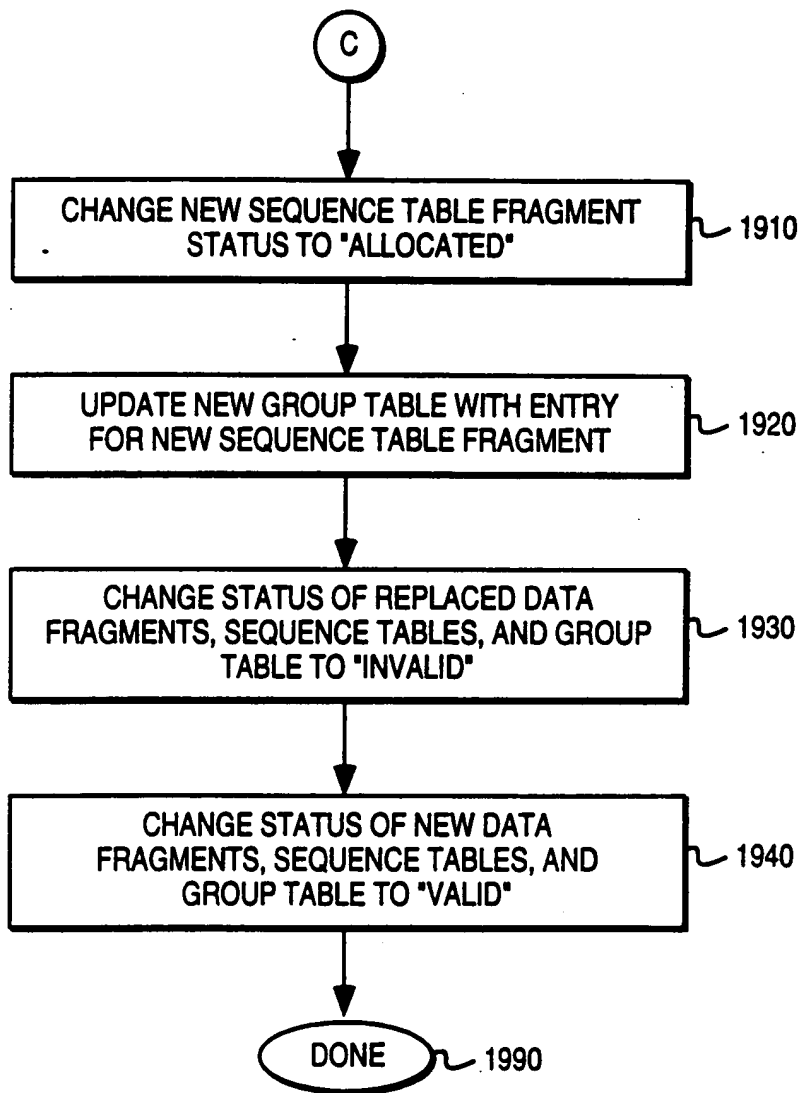 C
CHANGE NEW SEQUENCE TABLE FRAGMENT
STATUS TO "ALLOCATED"
1910
UPDATE NEW GROUP TABLE WITH ENTRY
FOR NEW SEQUENCE TABLE FRAGMENT
1920
CHANGE STATUS OF REPLACED DATA
FRAGMENTS, SEQUENCE TABLES, AND GROUP
TABLE TO "INVALID"
1930
CHANGE STATUS OF NEW DATA
FRAGMENTS, SEQUENCE TABLES, AND
GROUP TABLE TO "VALID"
1940
DONE
1990